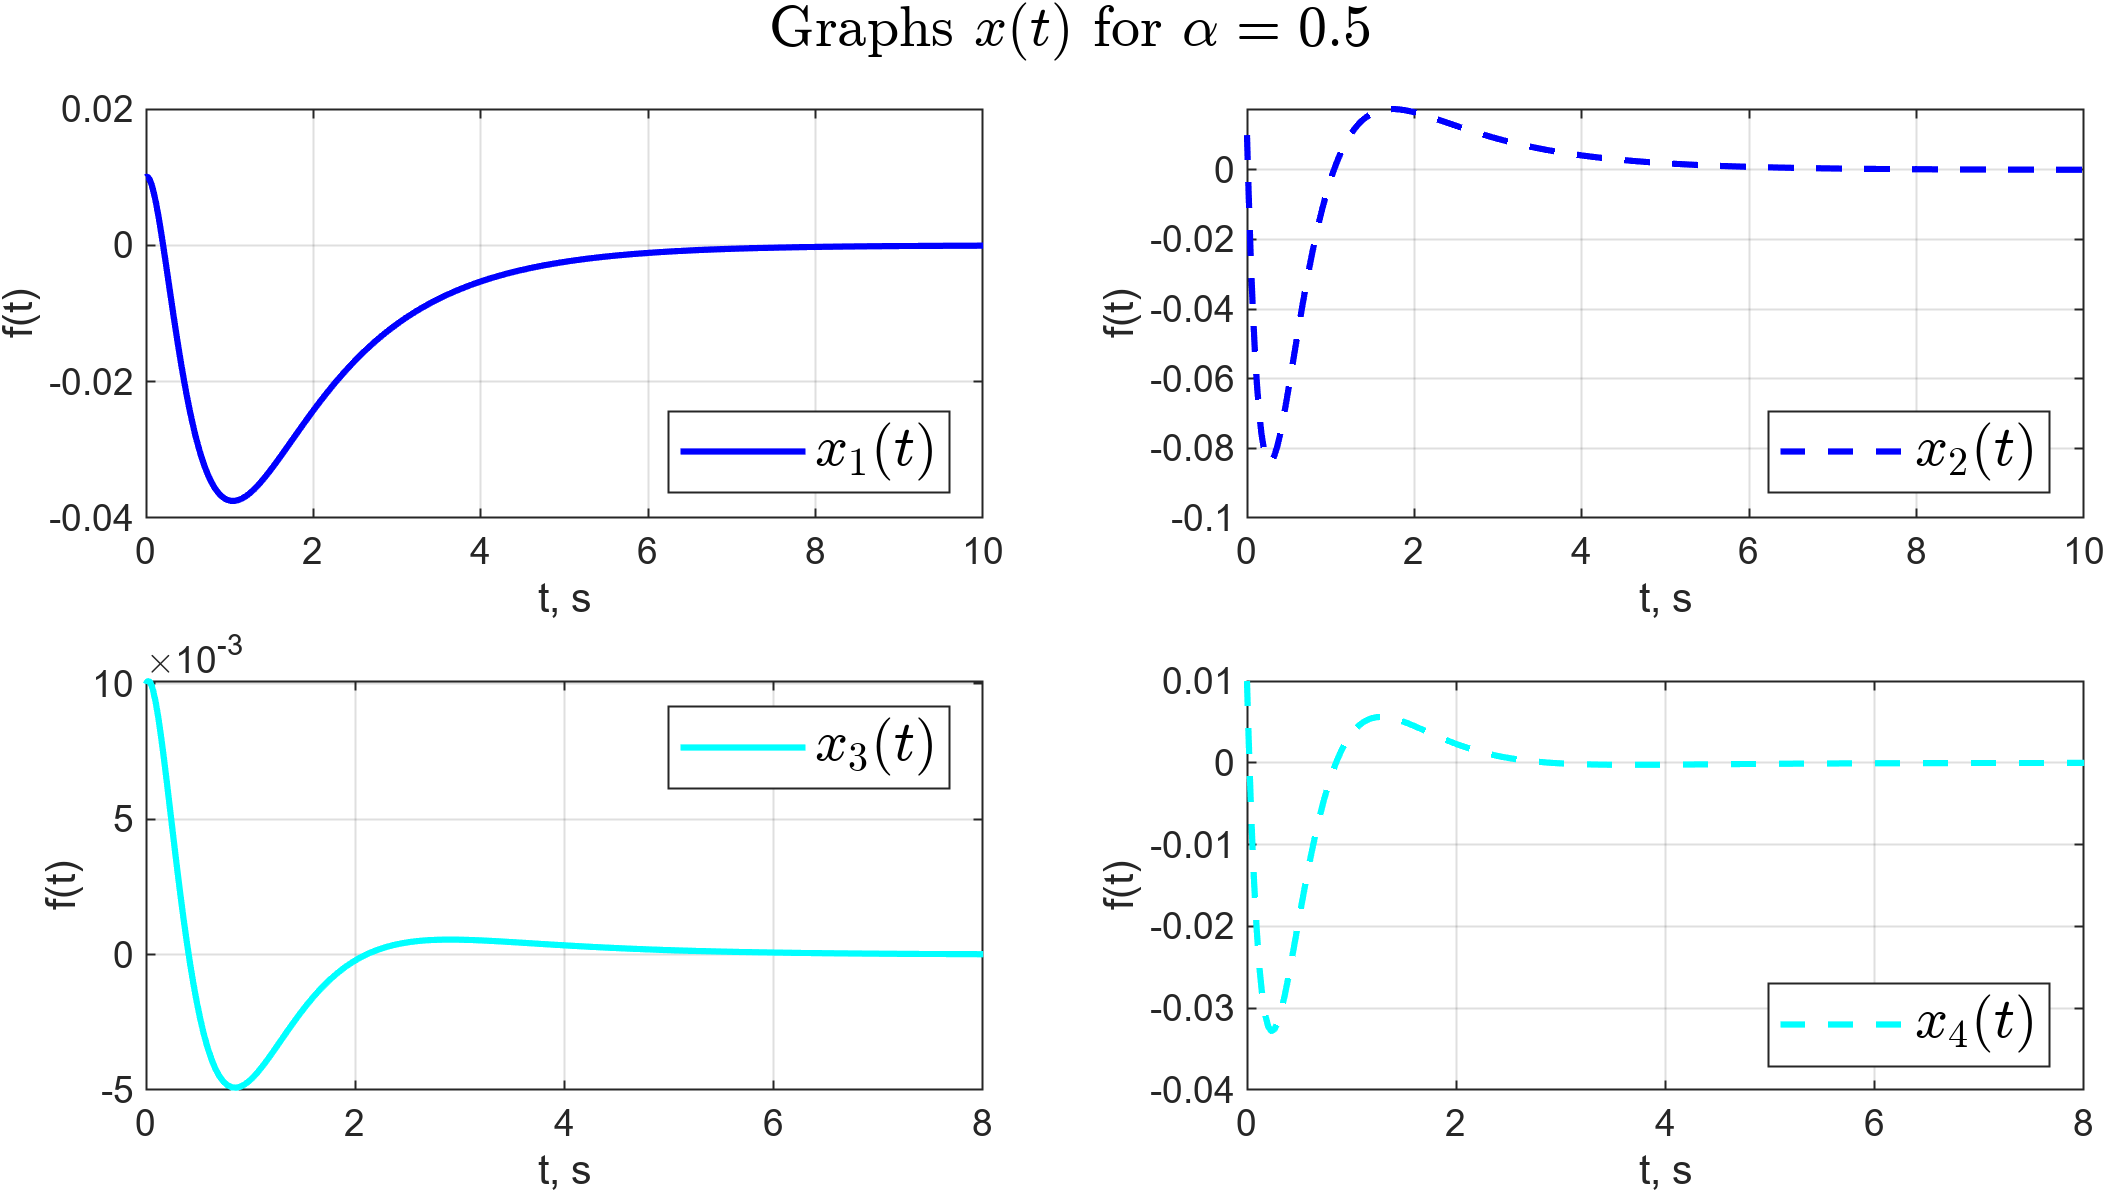 Graphs x(t) for α = 0.5
0.02
0
-0.02
-0.04
f(t)
x₁(t)
0 2 4 6 8 10
t, s
0
-0.02
-0.04
-0.06
-0.08
-0.1
f(t)
x₂(t)
0 2 4 6 8 10
t, s
×10⁻³
10
5
0
-5
f(t)
x₃(t)
0 2 4 6 8
t, s
0.01
0
-0.01
-0.02
-0.03
-0.04
f(t)
x₄(t)
0 2 4 6 8
t, s